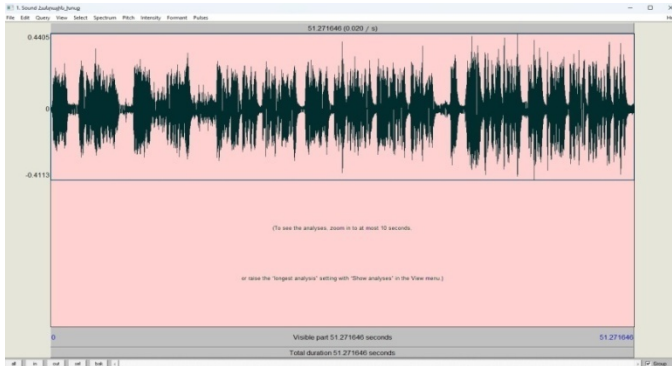 1. Sound Հանրային_խոսք
File Edit Query View Select Spectrum Pitch Intensity Formant Pulses
51.271646 (0.020 / s)
0.4405
0
-0.4113
(To see the analyses, zoom in to at most 10 seconds,
or raise the "longest analysis" setting with "Show analyses" in the View menu.)
0 Visible part 51.271646 seconds 51.271646
Total duration 51.271646 seconds
all in out sel bak Group